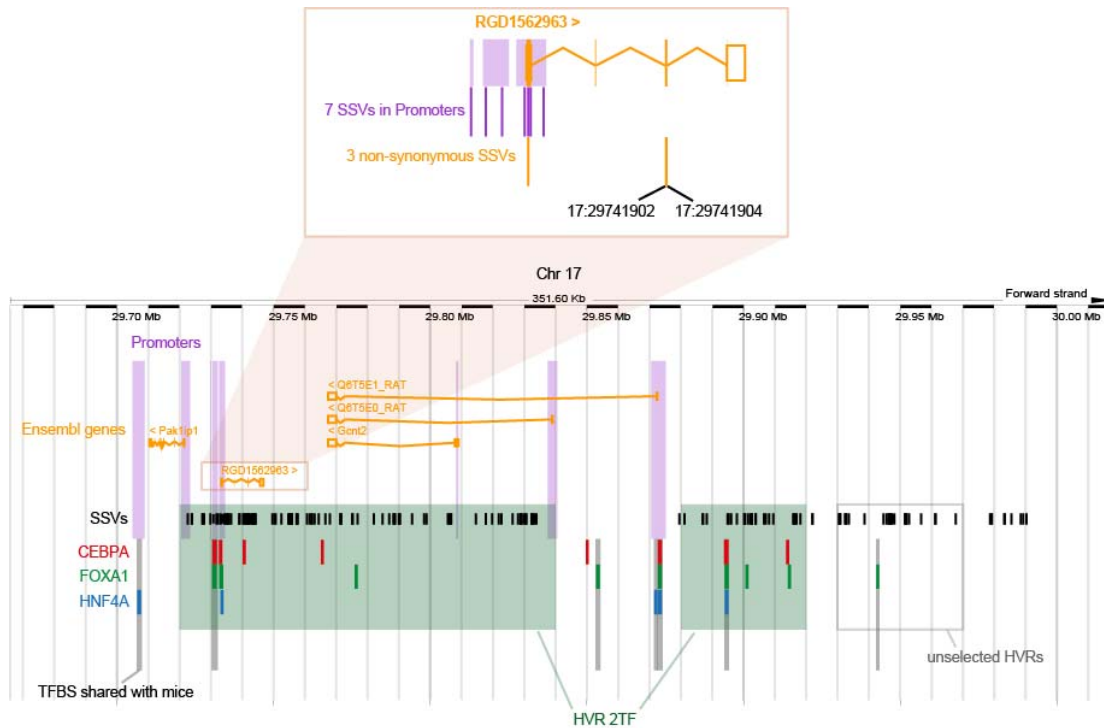 RGD1562963 >
7 SSVs in Promoters
3 non-synonymous SSVs
17:29741902 17:29741904
Chr 17
351.60 Kb
Forward strand
29.70 Mb 29.75 Mb 29.80 Mb 29.85 Mb 29.90 Mb 29.95 Mb 30.00 Mb
Promoters
< Q6T5E1_RAT
< Q6T5E0_RAT
Ensembl genes < Pak1ip1 < Gcnt2
RGD1562963 >
SSVs
CEBPA
FOXA1
HNF4A
unselected HVRs
TFBS shared with mice
HVR 2TF